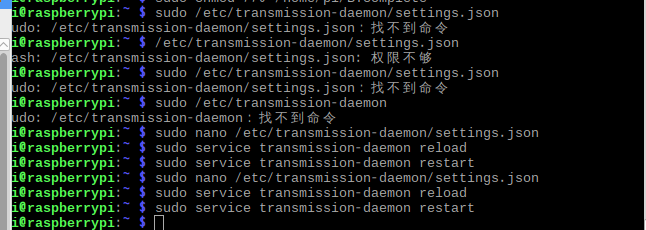 i@raspberrypi:~ $ sudo /etc/transmission-daemon/settings.json
udo: /etc/transmission-daemon/settings.json：找不到命令
i@raspberrypi:~ $ /etc/transmission-daemon/settings.json
ash: /etc/transmission-daemon/settings.json: 权限不够
i@raspberrypi:~ $ sudo /etc/transmission-daemon/settings.json
udo: /etc/transmission-daemon/settings.json：找不到命令
i@raspberrypi:~ $ sudo /etc/transmission-daemon
udo: /etc/transmission-daemon：找不到命令
i@raspberrypi:~ $ sudo nano /etc/transmission-daemon/settings.json
i@raspberrypi:~ $ sudo service transmission-daemon reload
i@raspberrypi:~ $ sudo service transmission-daemon restart
i@raspberrypi:~ $ sudo nano /etc/transmission-daemon/settings.json
i@raspberrypi:~ $ sudo service transmission-daemon reload
i@raspberrypi:~ $ sudo service transmission-daemon restart
i@raspberrypi:~ $